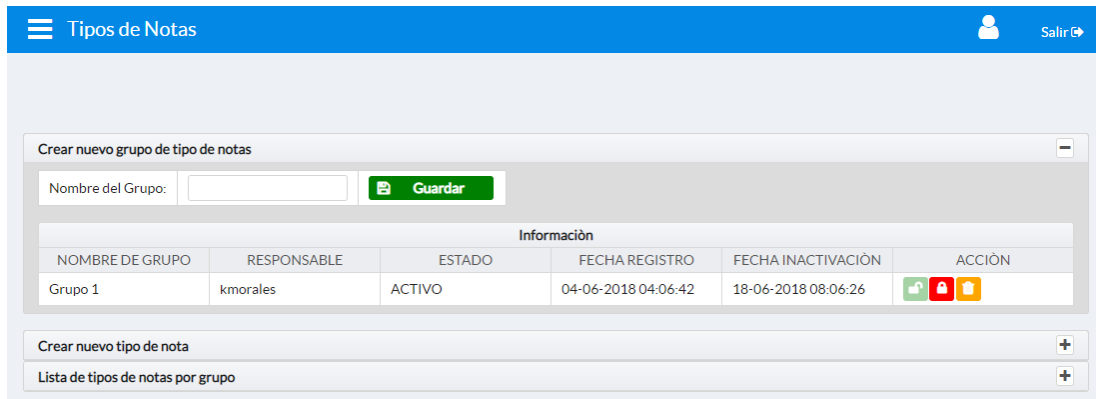 Tipos de Notas
Salir
Crear nuevo grupo de tipo de notas
Nombre del Grupo: Guardar
Informaciòn
NOMBRE DE GRUPO RESPONSABLE ESTADO FECHA REGISTRO FECHA INACTIVACIÒN ACCIÒN
Grupo 1 kmorales ACTIVO 04-06-2018 04:06:42 18-06-2018 08:06:26
Crear nuevo tipo de nota
Lista de tipos de notas por grupo